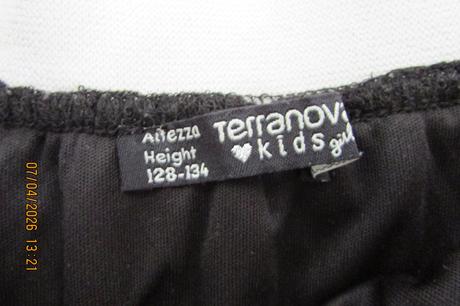 Altezza
Height
128-134
Terranova
kids girl
07/04/2026 13:21